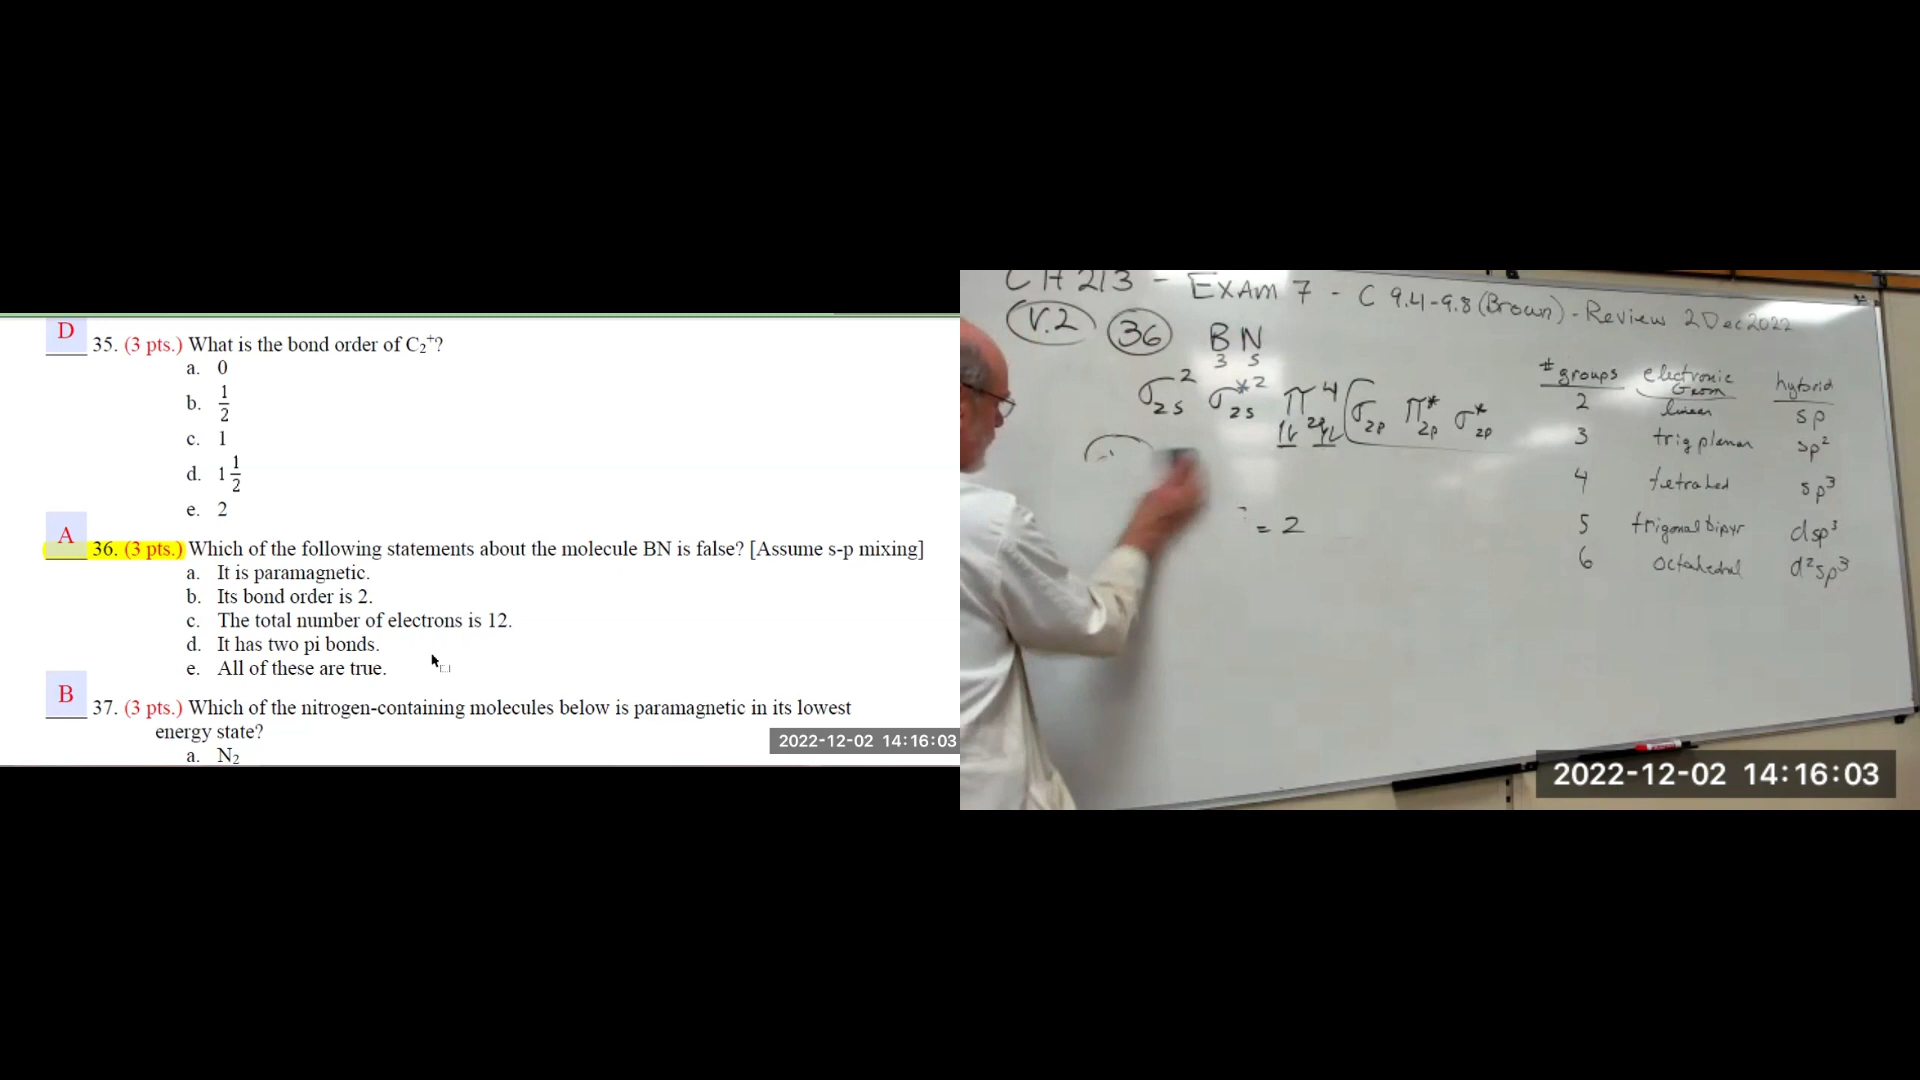 D
35. (3 pts.) What is the bond order of C₂⁺?
a. 0
b. 1/2
c. 1
d. 1 1/2
e. 2
A
36. (3 pts.) Which of the following statements about the molecule BN is false? [Assume s-p mixing]
a. It is paramagnetic.
b. Its bond order is 2.
c. The total number of electrons is 12.
d. It has two pi bonds.
e. All of these are true.
B
37. (3 pts.) Which of the nitrogen-containing molecules below is paramagnetic in its lowest
energy state?
a. N₂
2022-12-02 14:16:03
CH 213 - Exam 7 - C 9.4-9.8 (Brown) - Review 2 Dec 2022
V.2 36 BN
3 5
σ₂s² σ*₂s² π₂p⁴ σ₂p π*₂p σ*₂p
= 2
# groups electronic Geom hybrid
2 linear sp
3 trig planar sp²
4 tetrahed sp³
5 trigonal bipyr dsp³
6 octahedral d²sp³
2022-12-02 14:16:03